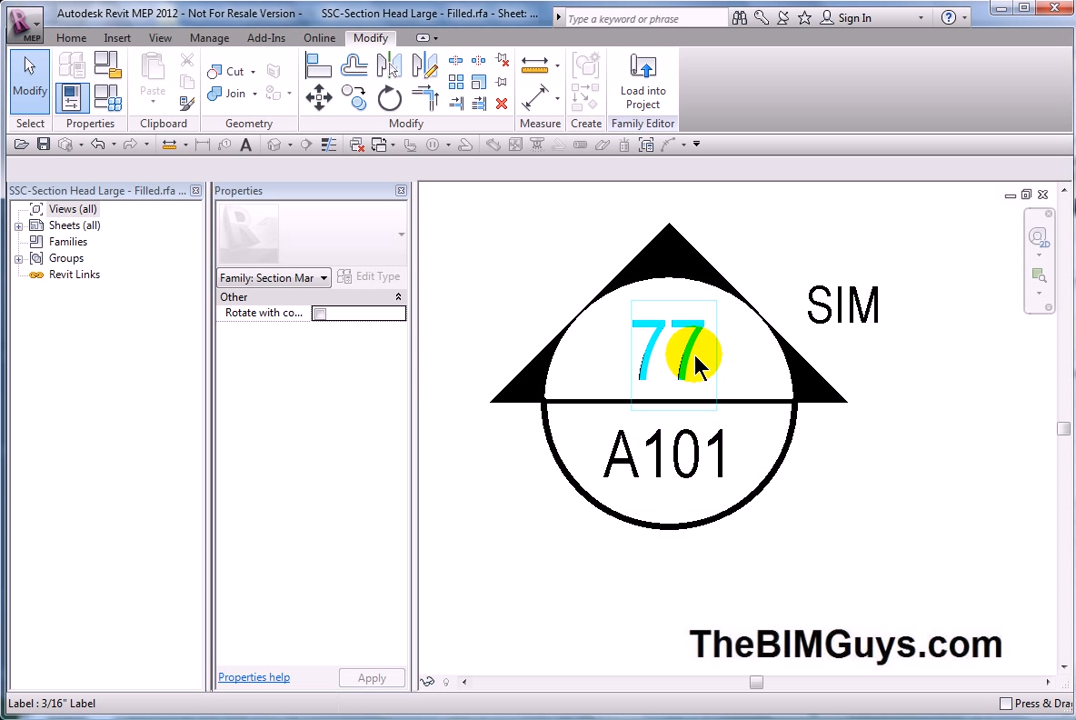 Autodesk Revit MEP 2012 - Not For Resale Version - SSC-Section Head Large - Filled.rfa - Sheet: ...
Type a keyword or phrase
Sign In
MEP
Home Insert View Manage Add-Ins Online Modify
Modify
Paste
Cut
Join
Load into
Project
Select Properties Clipboard Geometry Modify Measure Create Family Editor
SSC-Section Head Large - Filled.rfa ...
Views (all)
Sheets (all)
Families
Groups
Revit Links
Properties
Family: Section Mar
Edit Type
Other
Rotate with co...
Properties help
Apply
2D
77
SIM
A101
TheBIMGuys.com
Label : 3/16" Label
Press & Dra